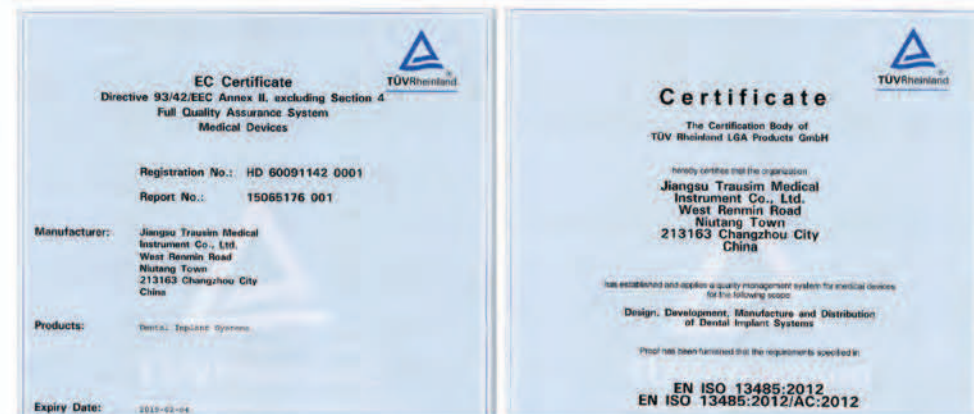 TÜVRheinland
EC Certificate
Directive 93/42/EEC Annex II, excluding Section 4
Full Quality Assurance System
Medical Devices
Registration No.: HD 60091142 0001
Report No.: 15065176 001
Manufacturer: Jiangsu Trausim Medical
Instrument Co., Ltd.
West Renmin Road
Niutang Town
213163 Changzhou City
China
Products: Dental Implant Systems
Expiry Date: 2019-02-04
TÜVRheinland
Certificate
The Certification Body of
TÜV Rheinland LGA Products GmbH
hereby certifies that the organization
Jiangsu Trausim Medical
Instrument Co., Ltd.
West Renmin Road
Niutang Town
213163 Changzhou City
China
has established and applies a quality management system for medical devices
for the following scope:
Design, Development, Manufacture and Distribution
of Dental Implant Systems
Proof has been furnished that the requirements specified in
EN ISO 13485:2012
EN ISO 13485:2012/AC:2012